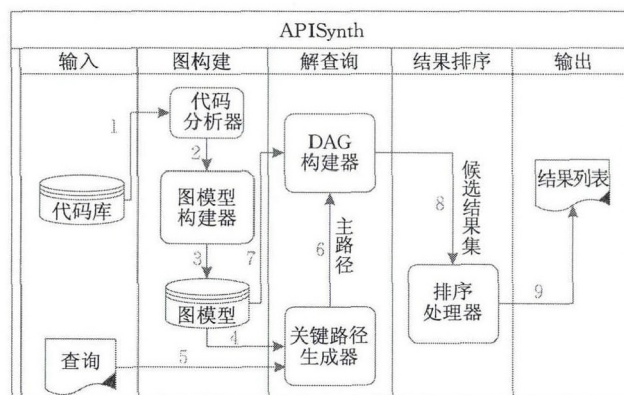 APISynth
输入
图构建
解查询
结果排序
输出
1
代码
分析器
2
代码库
图模型
构建器
3
7
图模型
4
查询
5
DAG
构建器
6
主路径
关键路径
生成器
8
候选结果集
排序
处理器
9
结果列表